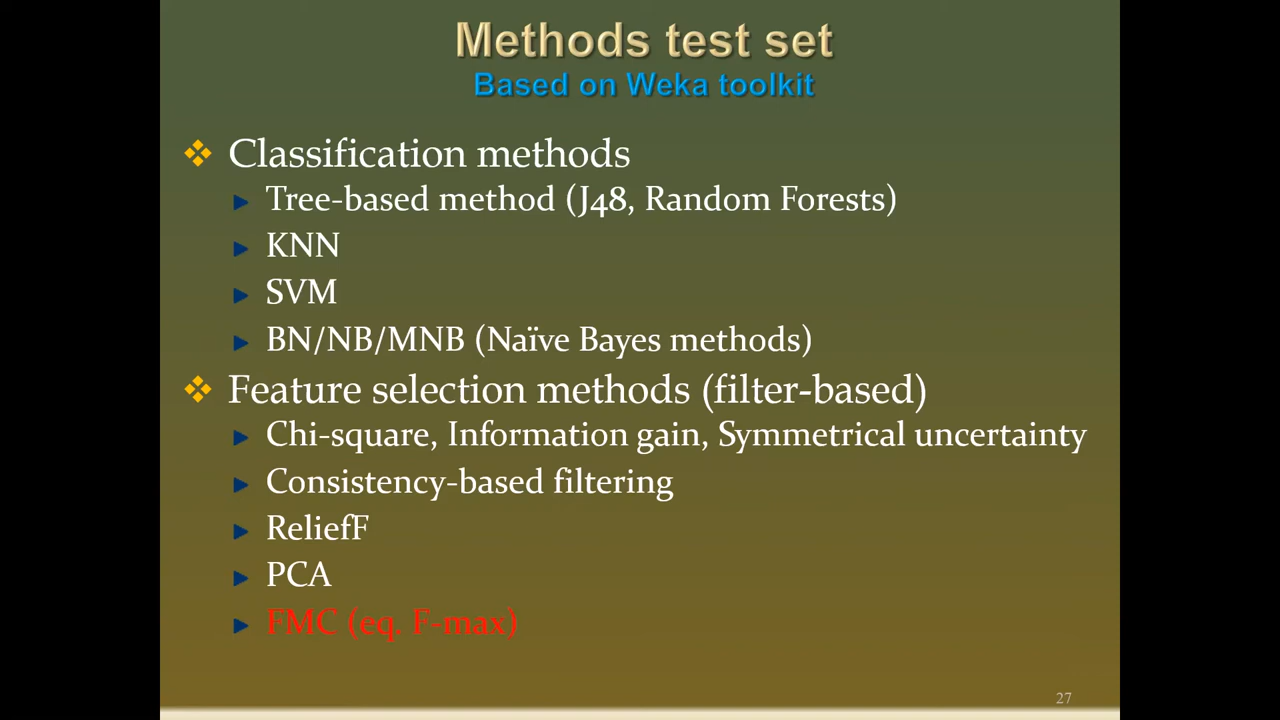 Methods test set
Based on Weka toolkit
Classification methods
Tree-based method (J48, Random Forests)
KNN
SVM
BN/NB/MNB (Naïve Bayes methods)
Feature selection methods (filter-based)
Chi-square, Information gain, Symmetrical uncertainty
Consistency-based filtering
ReliefF
PCA
FMC (eq. F-max)
27